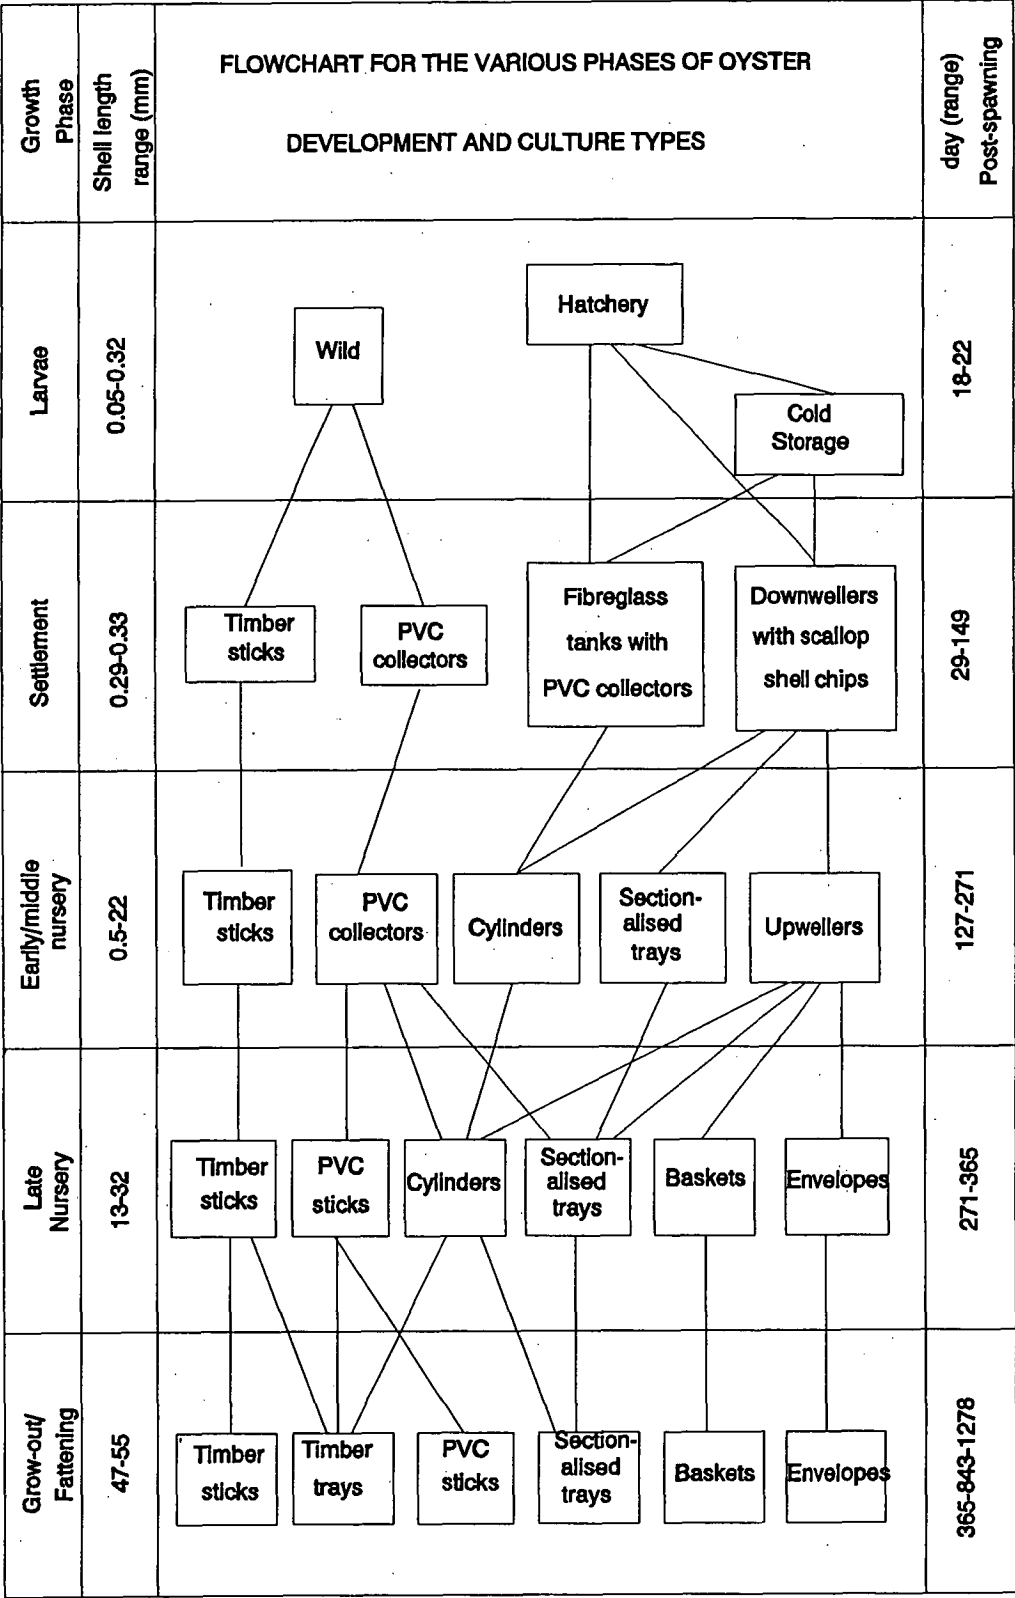 Growth
Phase
Shell length
range (mm)
FLOWCHART FOR THE VARIOUS PHASES OF OYSTER
DEVELOPMENT AND CULTURE TYPES
day (range)
Post-spawning
Larvae
0.05-0.32
Wild
Hatchery
Cold
Storage
18-22
Settlement
0.29-0.33
Timber
sticks
PVC
collectors
Fibreglass
tanks with
PVC collectors
Downwellers
with scallop
shell chips
29-149
Early/middle
nursery
0.5-22
Timber
sticks
PVC
collectors
Cylinders
Section-
alised
trays
Upwellers
127-271
Late
Nursery
13-32
Timber
sticks
PVC
sticks
Cylinders
Section-
alised
trays
Baskets
Envelopes
271-365
Grow-out/
Fattening
47-55
Timber
sticks
Timber
trays
PVC
sticks
Section-
alised
trays
Baskets
Envelopes
365-843-1278